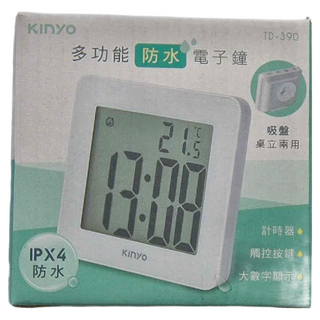 KINYO
TD-390
多功能 防水 電子鐘
吸盤
桌立兩用
21.5 °C
13:08
KINYO
IPX4
防水
計時器
觸控按鍵
大數字顯示